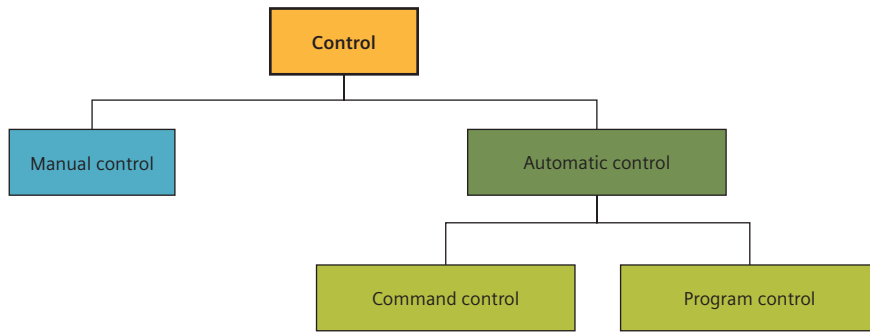 Control
Manual control
Automatic control
Command control
Program control